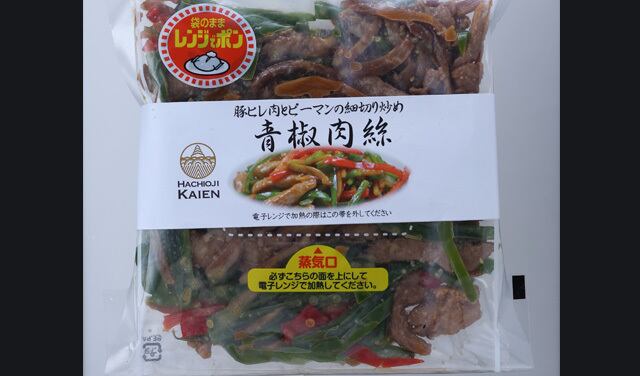 袋のまま
レンジでポン
豚ヒレ肉とピーマンの細切り炒め
青椒肉絲
HACHIOJI
KAIEN
電子レンジで加熱の際はこの帯を外してください
蒸気口
必ずこちらの面を上にして
電子レンジで加熱してください。
プラ